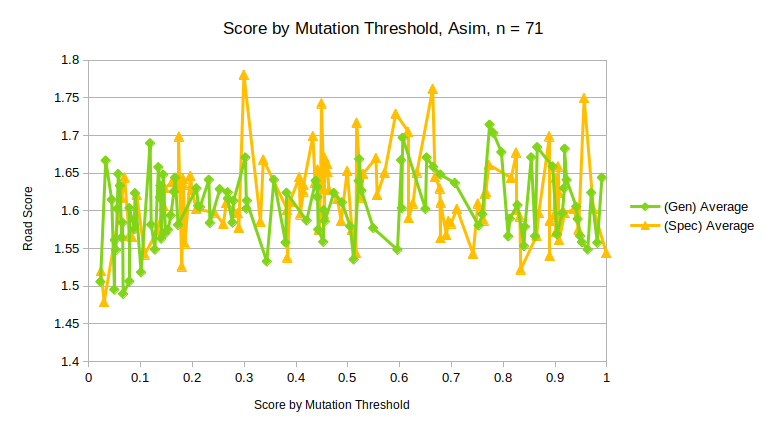 Score by Mutation Threshold, Asim, n = 71
1.8
1.75
1.7
1.65
1.6
1.55
1.5
1.45
1.4
Road Score
0 0.1 0.2 0.3 0.4 0.5 0.6 0.7 0.8 0.9 1
Score by Mutation Threshold
(Gen) Average
(Spec) Average